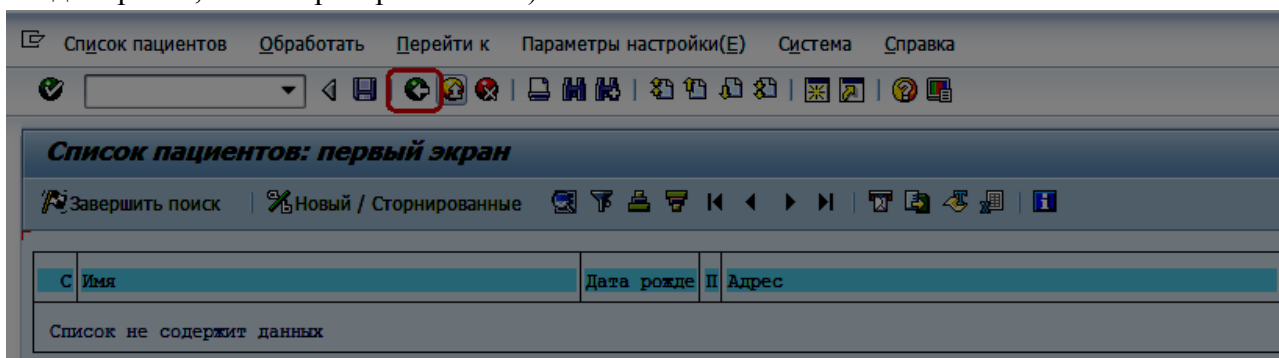 Список пациентов Обработать Перейти к Параметры настройки(E) Система Справка
Список пациентов: первый экран
Завершить поиск Новый / Сторнированные
С Имя Дата рожде П Адрес
Список не содержит данных